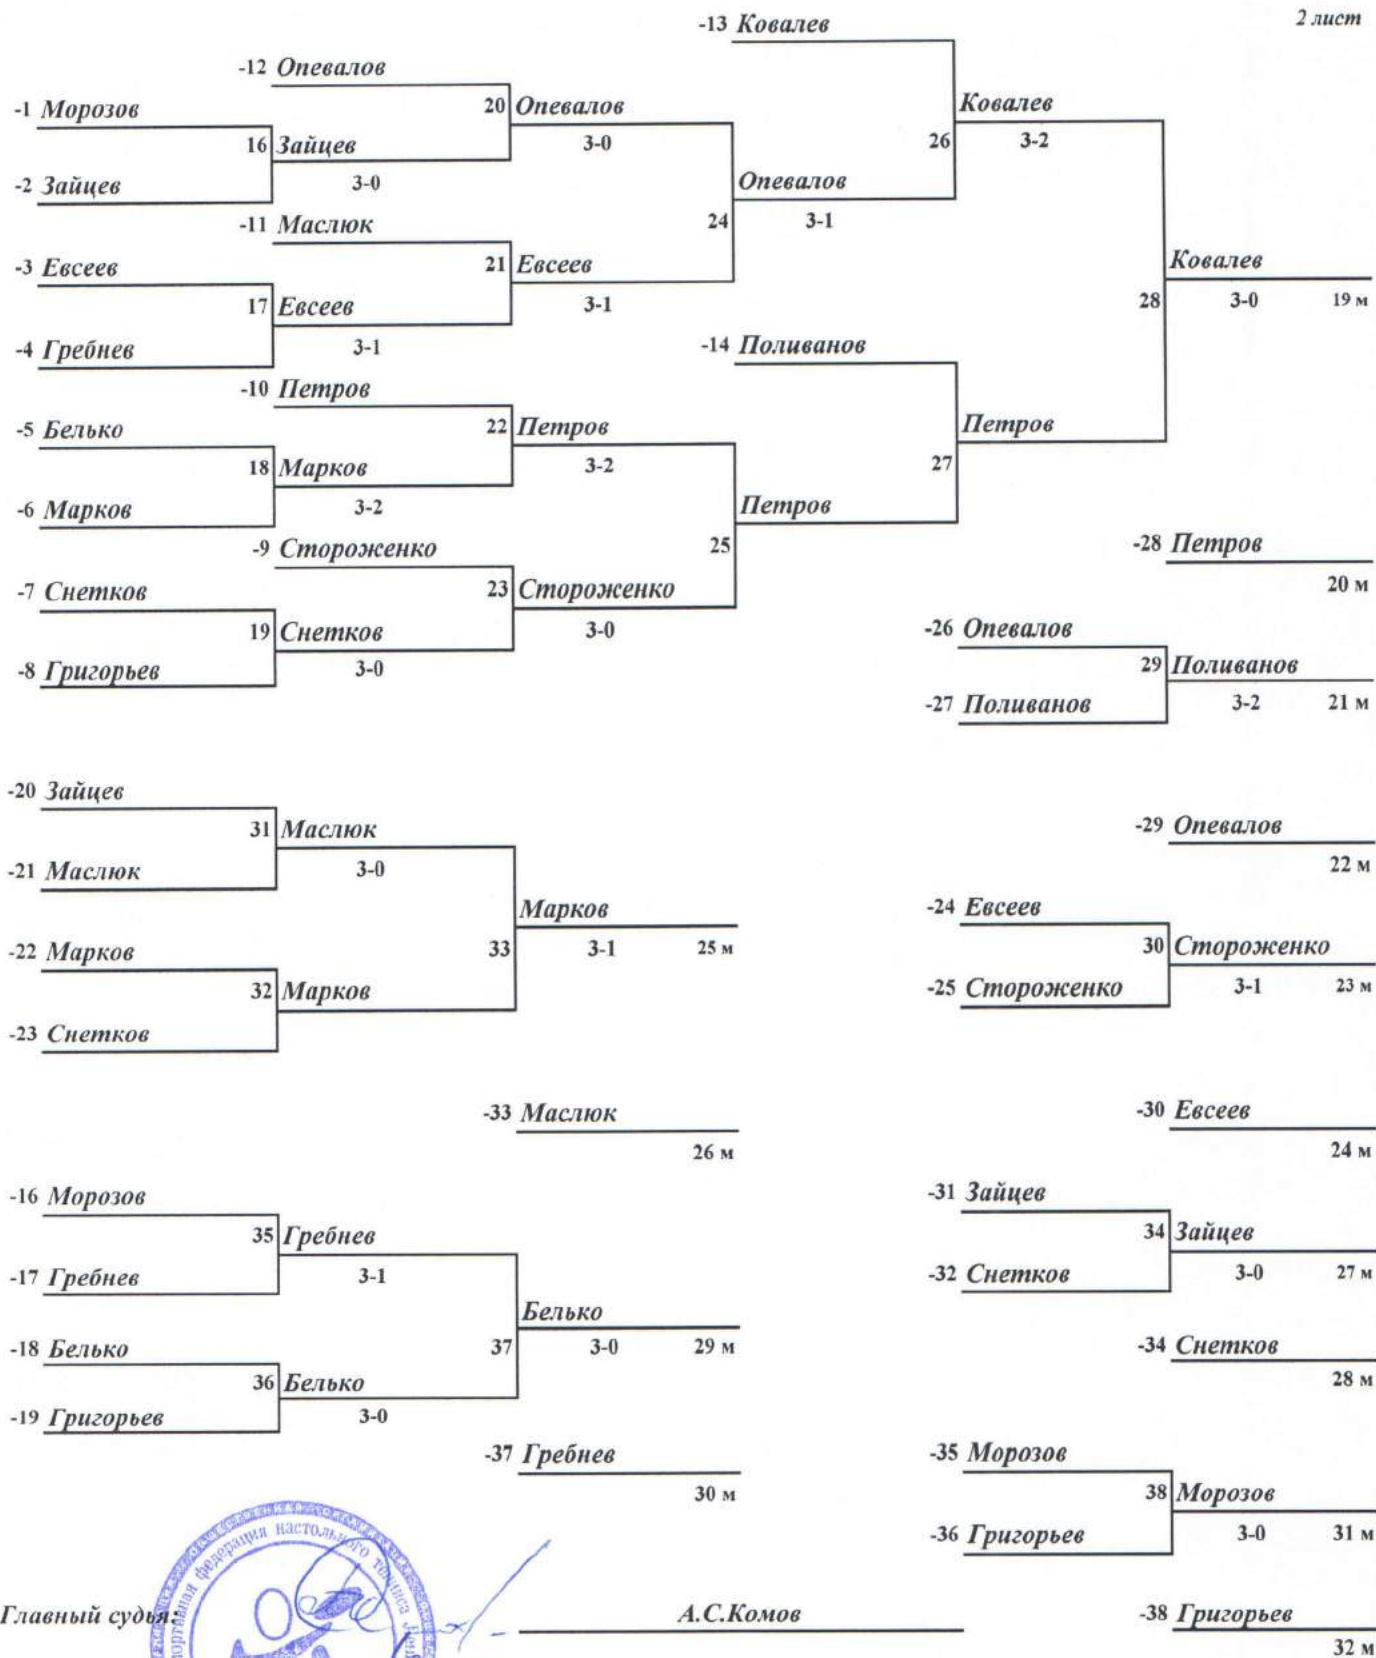 2 лист
-13 Ковалев
-12 Опевалов
-1 Морозов
20 Опевалов
Ковалев
16 Зайцев
3-0
26
3-2
-2 Зайцев
3-0
Опевалов
-11 Маслюк
24
3-1
-3 Евсеев
21 Евсеев
Ковалев
17 Евсеев
3-1
28
3-0
19 м
-4 Гребнев
3-1
-14 Поливанов
-10 Петров
-5 Белько
22 Петров
Петров
18 Марков
3-2
27
-6 Марков
3-2
Петров
-9 Стороженко
25
-28 Петров
-7 Снетков
23 Стороженко
20 м
19 Снетков
3-0
-26 Опевалов
-8 Григорьев
3-0
29 Поливанов
-27 Поливанов
3-2
21 м
-20 Зайцев
31 Маслюк
-29 Опевалов
-21 Маслюк
3-0
22 м
Марков
-24 Евсеев
-22 Марков
33
3-1
25 м
30 Стороженко
32 Марков
-25 Стороженко
3-1
23 м
-23 Снетков
-33 Маслюк
-30 Евсеев
26 м
24 м
-16 Морозов
-31 Зайцев
35 Гребнев
34 Зайцев
-17 Гребнев
3-1
-32 Снетков
3-0
27 м
Белько
-18 Белько
37
3-0
29 м
-34 Снетков
36 Белько
28 м
-19 Григорьев
3-0
-37 Гребнев
-35 Морозов
30 м
38 Морозов
-36 Григорьев
3-0
31 м
федерация настольного тенниса
Главный судья:
А.С.Комов
-38 Григорьев
32 м